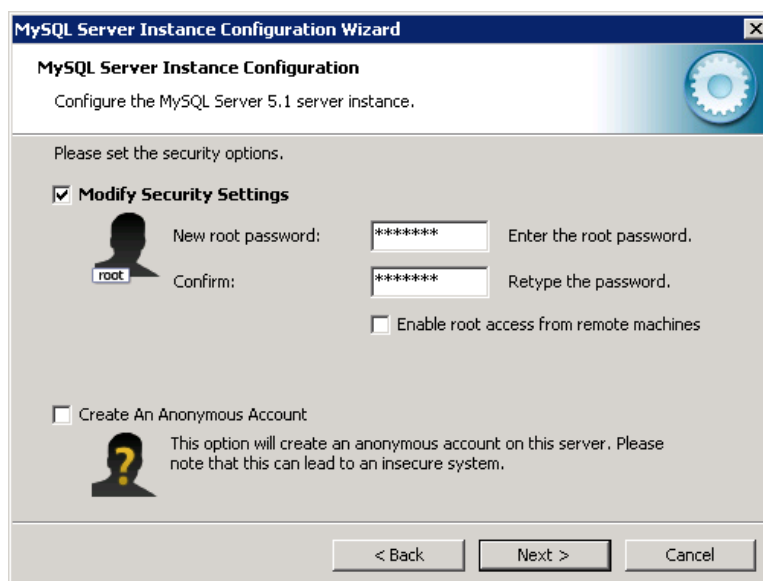 MySQL Server Instance Configuration Wizard
MySQL Server Instance Configuration
Configure the MySQL Server 5.1 server instance.
Please set the security options.
Modify Security Settings
New root password: ******* Enter the root password.
root
Confirm: ******* Retype the password.
Enable root access from remote machines
Create An Anonymous Account
?
This option will create an anonymous account on this server. Please
note that this can lead to an insecure system.
< Back Next > Cancel